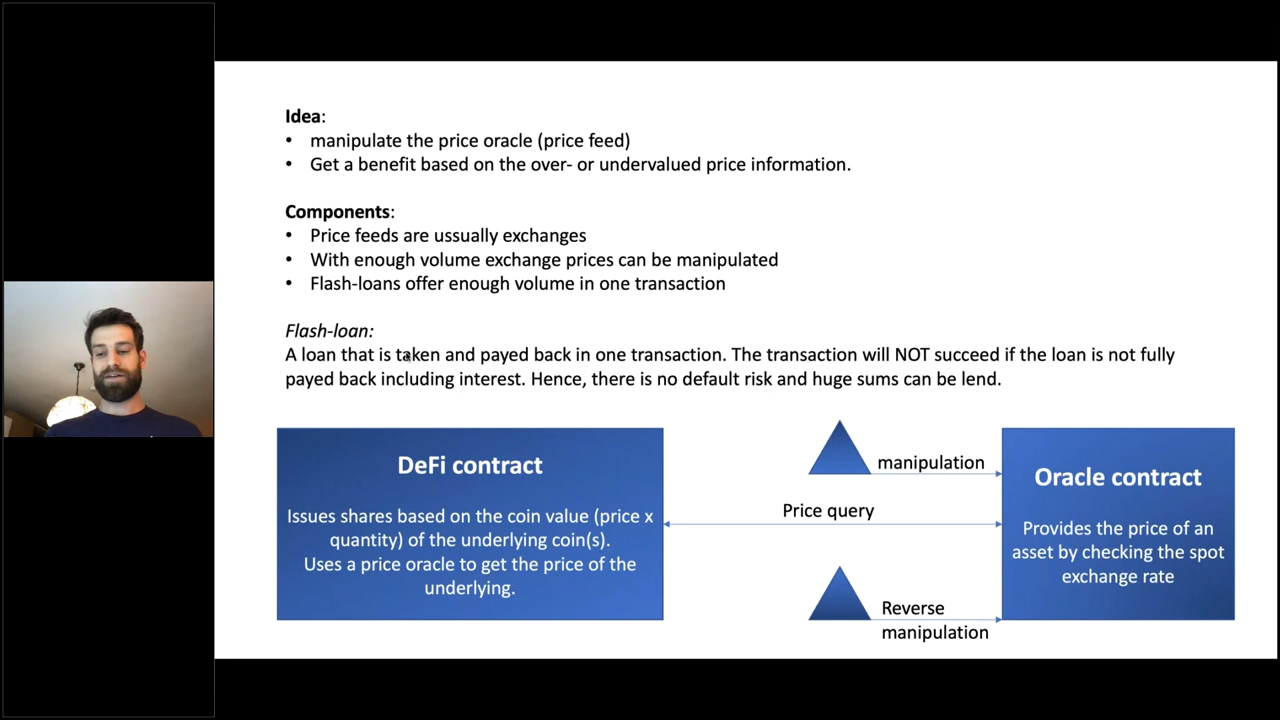 Idea:
• manipulate the price oracle (price feed)
• Get a benefit based on the over- or undervalued price information.
Components:
• Price feeds are ussually exchanges
• With enough volume exchange prices can be manipulated
• Flash-loans offer enough volume in one transaction
Flash-loan:
A loan that is taken and payed back in one transaction. The transaction will NOT succeed if the loan is not fully
payed back including interest. Hence, there is no default risk and huge sums can be lend.
DeFi contract
Issues shares based on the coin value (price x
quantity) of the underlying coin(s).
Uses a price oracle to get the price of the
underlying.
manipulation
Price query
Reverse
manipulation
Oracle contract
Provides the price of an
asset by checking the spot
exchange rate